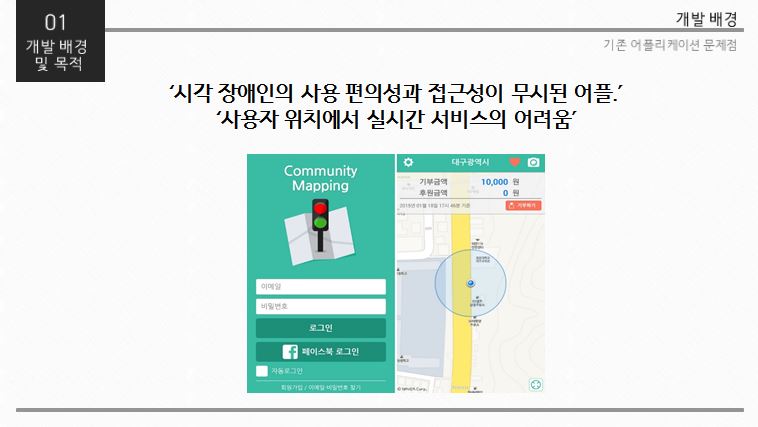 01
개발 배경
및 목적
개발 배경
기존 어플리케이션 문제점
‘시각 장애인의 사용 편의성과 접근성이 무시된 어플.’
‘사용자 위치에서 실시간 서비스의 어려움’
Community
Mapping
이메일
비밀번호
로그인
페이스북 로그인
자동로그인
회원가입 / 이메일·비밀번호 찾기
대구광역시
기부금액 10,000 원
후원금액 0 원
2015년 01월 18일 17시 46분 기준
기부하기